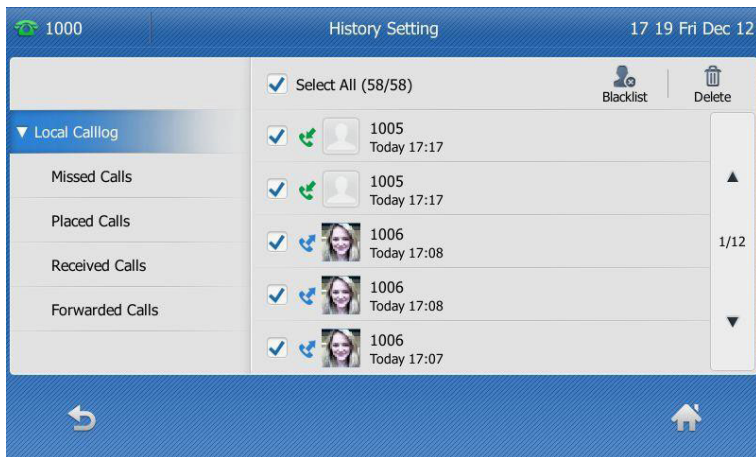 1000 History Setting 17 19 Fri Dec 12
Select All (58/58) Blacklist Delete
▼ Local Calllog
Missed Calls
Placed Calls
Received Calls
Forwarded Calls
1005
Today 17:17
1005
Today 17:17
1006
Today 17:08
1006
Today 17:08
1006
Today 17:07
1/12